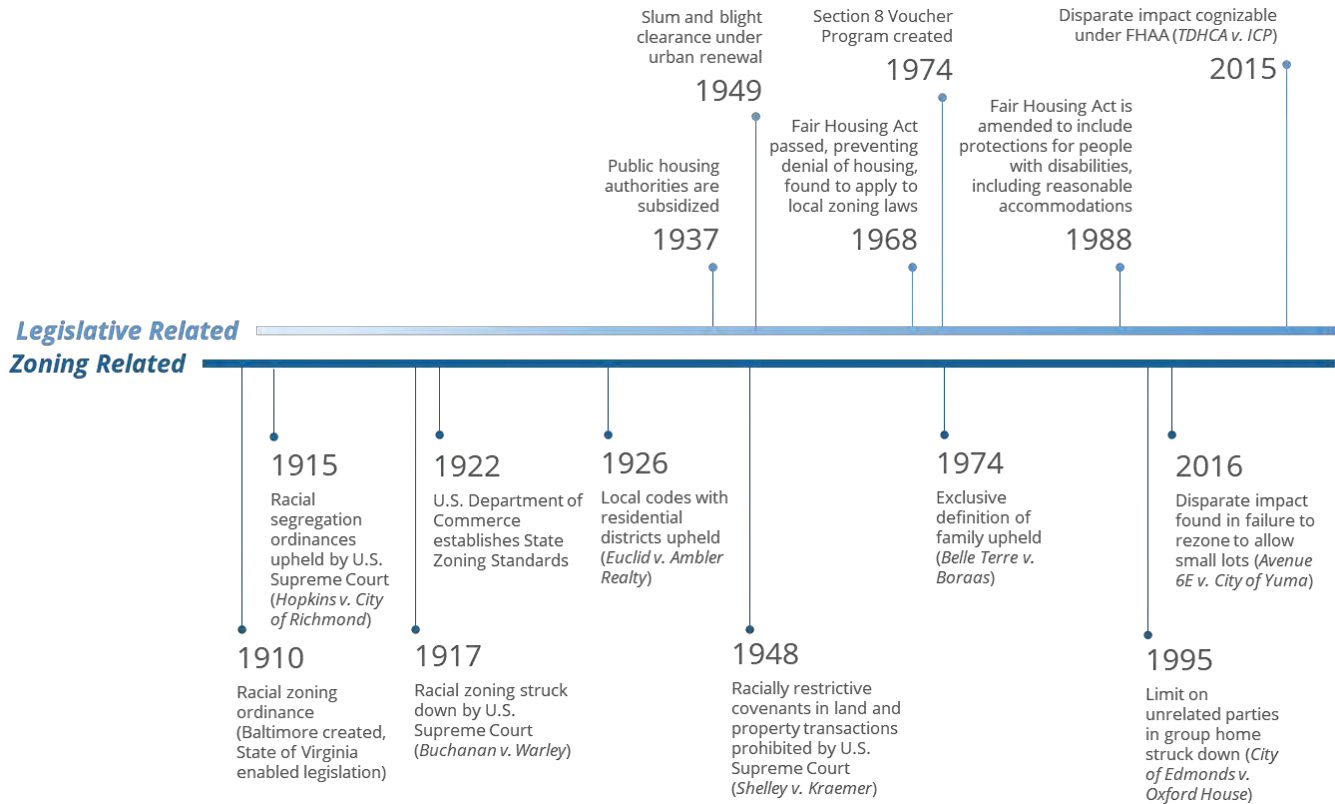 Slum and blight
clearance under
urban renewal
1949
Section 8 Voucher
Program created
1974
Disparate impact cognizable
under FHAA (TDHCA v. ICP)
2015
Public housing
authorities are
subsidized
1937
Fair Housing Act
passed, preventing
denial of housing,
found to apply to
local zoning laws
1968
Fair Housing Act is
amended to include
protections for people
with disabilities,
including reasonable
accommodations
1988
Legislative Related
Zoning Related
1915
Racial
segregation
ordinances
upheld by U.S.
Supreme Court
(Hopkins v. City
of Richmond)
1922
U.S. Department of
Commerce
establishes State
Zoning Standards
1926
Local codes with
residential
districts upheld
(Euclid v. Ambler
Realty)
1974
Exclusive
definition of
family upheld
(Belle Terre v.
Boraas)
2016
Disparate impact
found in failure to
rezone to allow
small lots (Avenue
6E v. City of Yuma)
1910
Racial zoning
ordinance
(Baltimore created,
State of Virginia
enabled legislation)
1917
Racial zoning struck
down by U.S.
Supreme Court
(Buchanan v. Warley)
1948
Racially restrictive
covenants in land and
property transactions
prohibited by U.S.
Supreme Court
(Shelley v. Kraemer)
1995
Limit on
unrelated parties
in group home
struck down (City
of Edmonds v.
Oxford House)